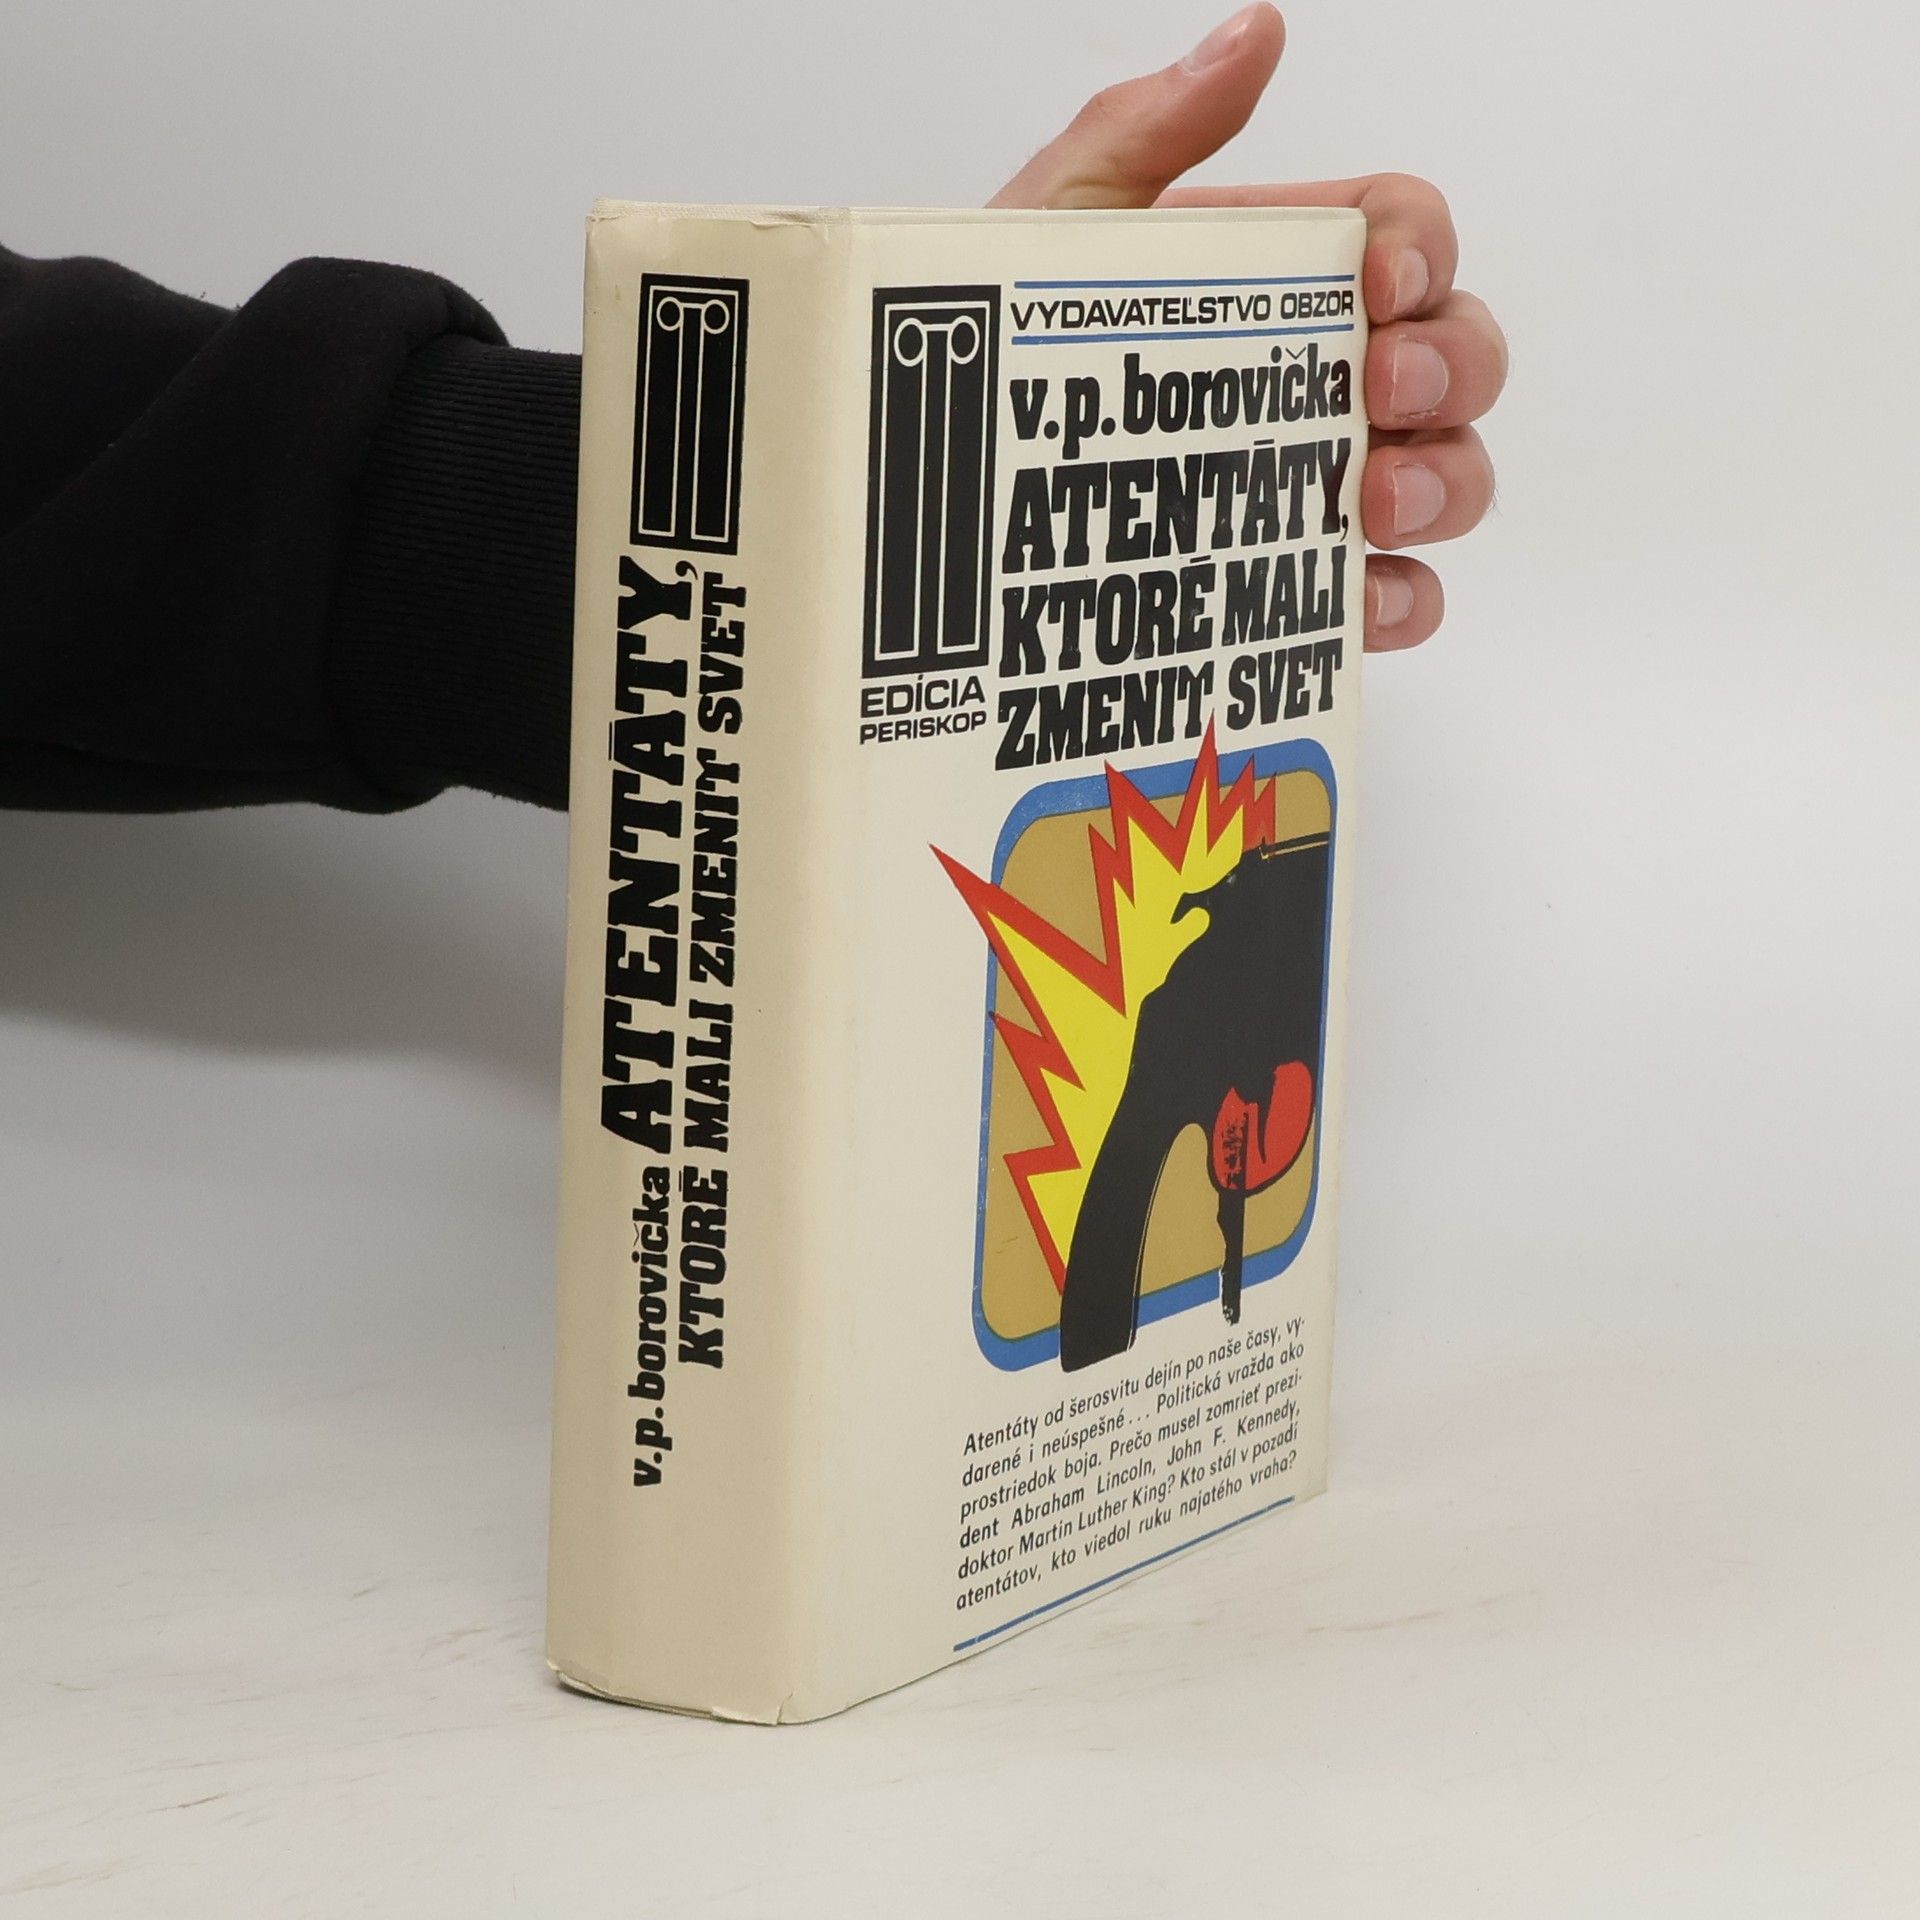 v.p.borovička ATENTÁTY,
KTORÉ MALI ZMENIŤ SVET
VYDAVATEĽSTVO OBZOR
v.p.borovička
ATENTÁTY,
KTORÉ MALI
ZMENIŤ SVET
EDÍCIA
PERISKOP
Atentáty od šerosvitu dejín po naše časy, vy-
darené i neúspešné... Politická vražda ako
prostriedok boja. Prečo musel zomrieť prezi-
dent Abraham Lincoln, John F. Kennedy,
doktor Martin Luther King? Kto stál v pozadí
atentátov, kto viedol ruku najatého vraha?